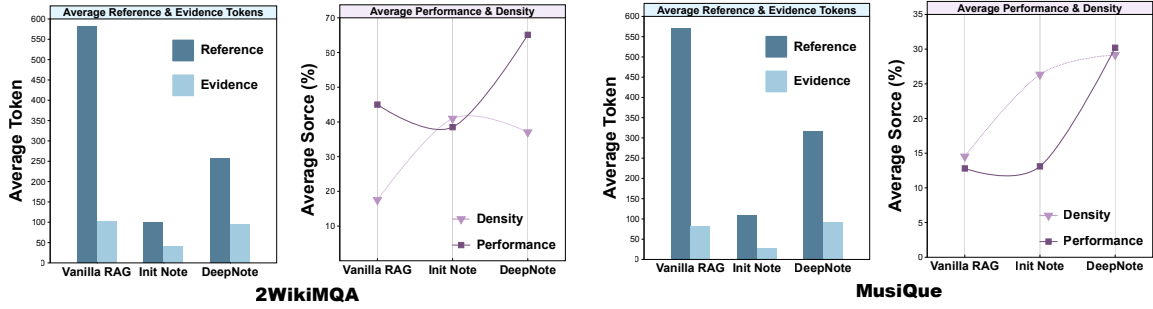 Average Reference & Evidence Tokens
600
550
500
450
400
350
300
250
200
150
100
50
0
Average Token
Reference
Evidence
Vanilla RAG Init Note DeepNote
Average Performance & Density
70
60
50
40
30
20
10
Average Sorce (%)
Density
Performance
Vanilla RAG Init Note DeepNote
2WikiMQA
Average Reference & Evidence Tokens
600
550
500
450
400
350
300
250
200
150
100
50
0
Average Token
Reference
Evidence
Vanilla RAG Init Note DeepNote
Average Performance & Density
35
30
25
20
15
10
5
0
Average Sorce (%)
Density
Performance
Vanilla RAG Init Note DeepNote
MusiQue